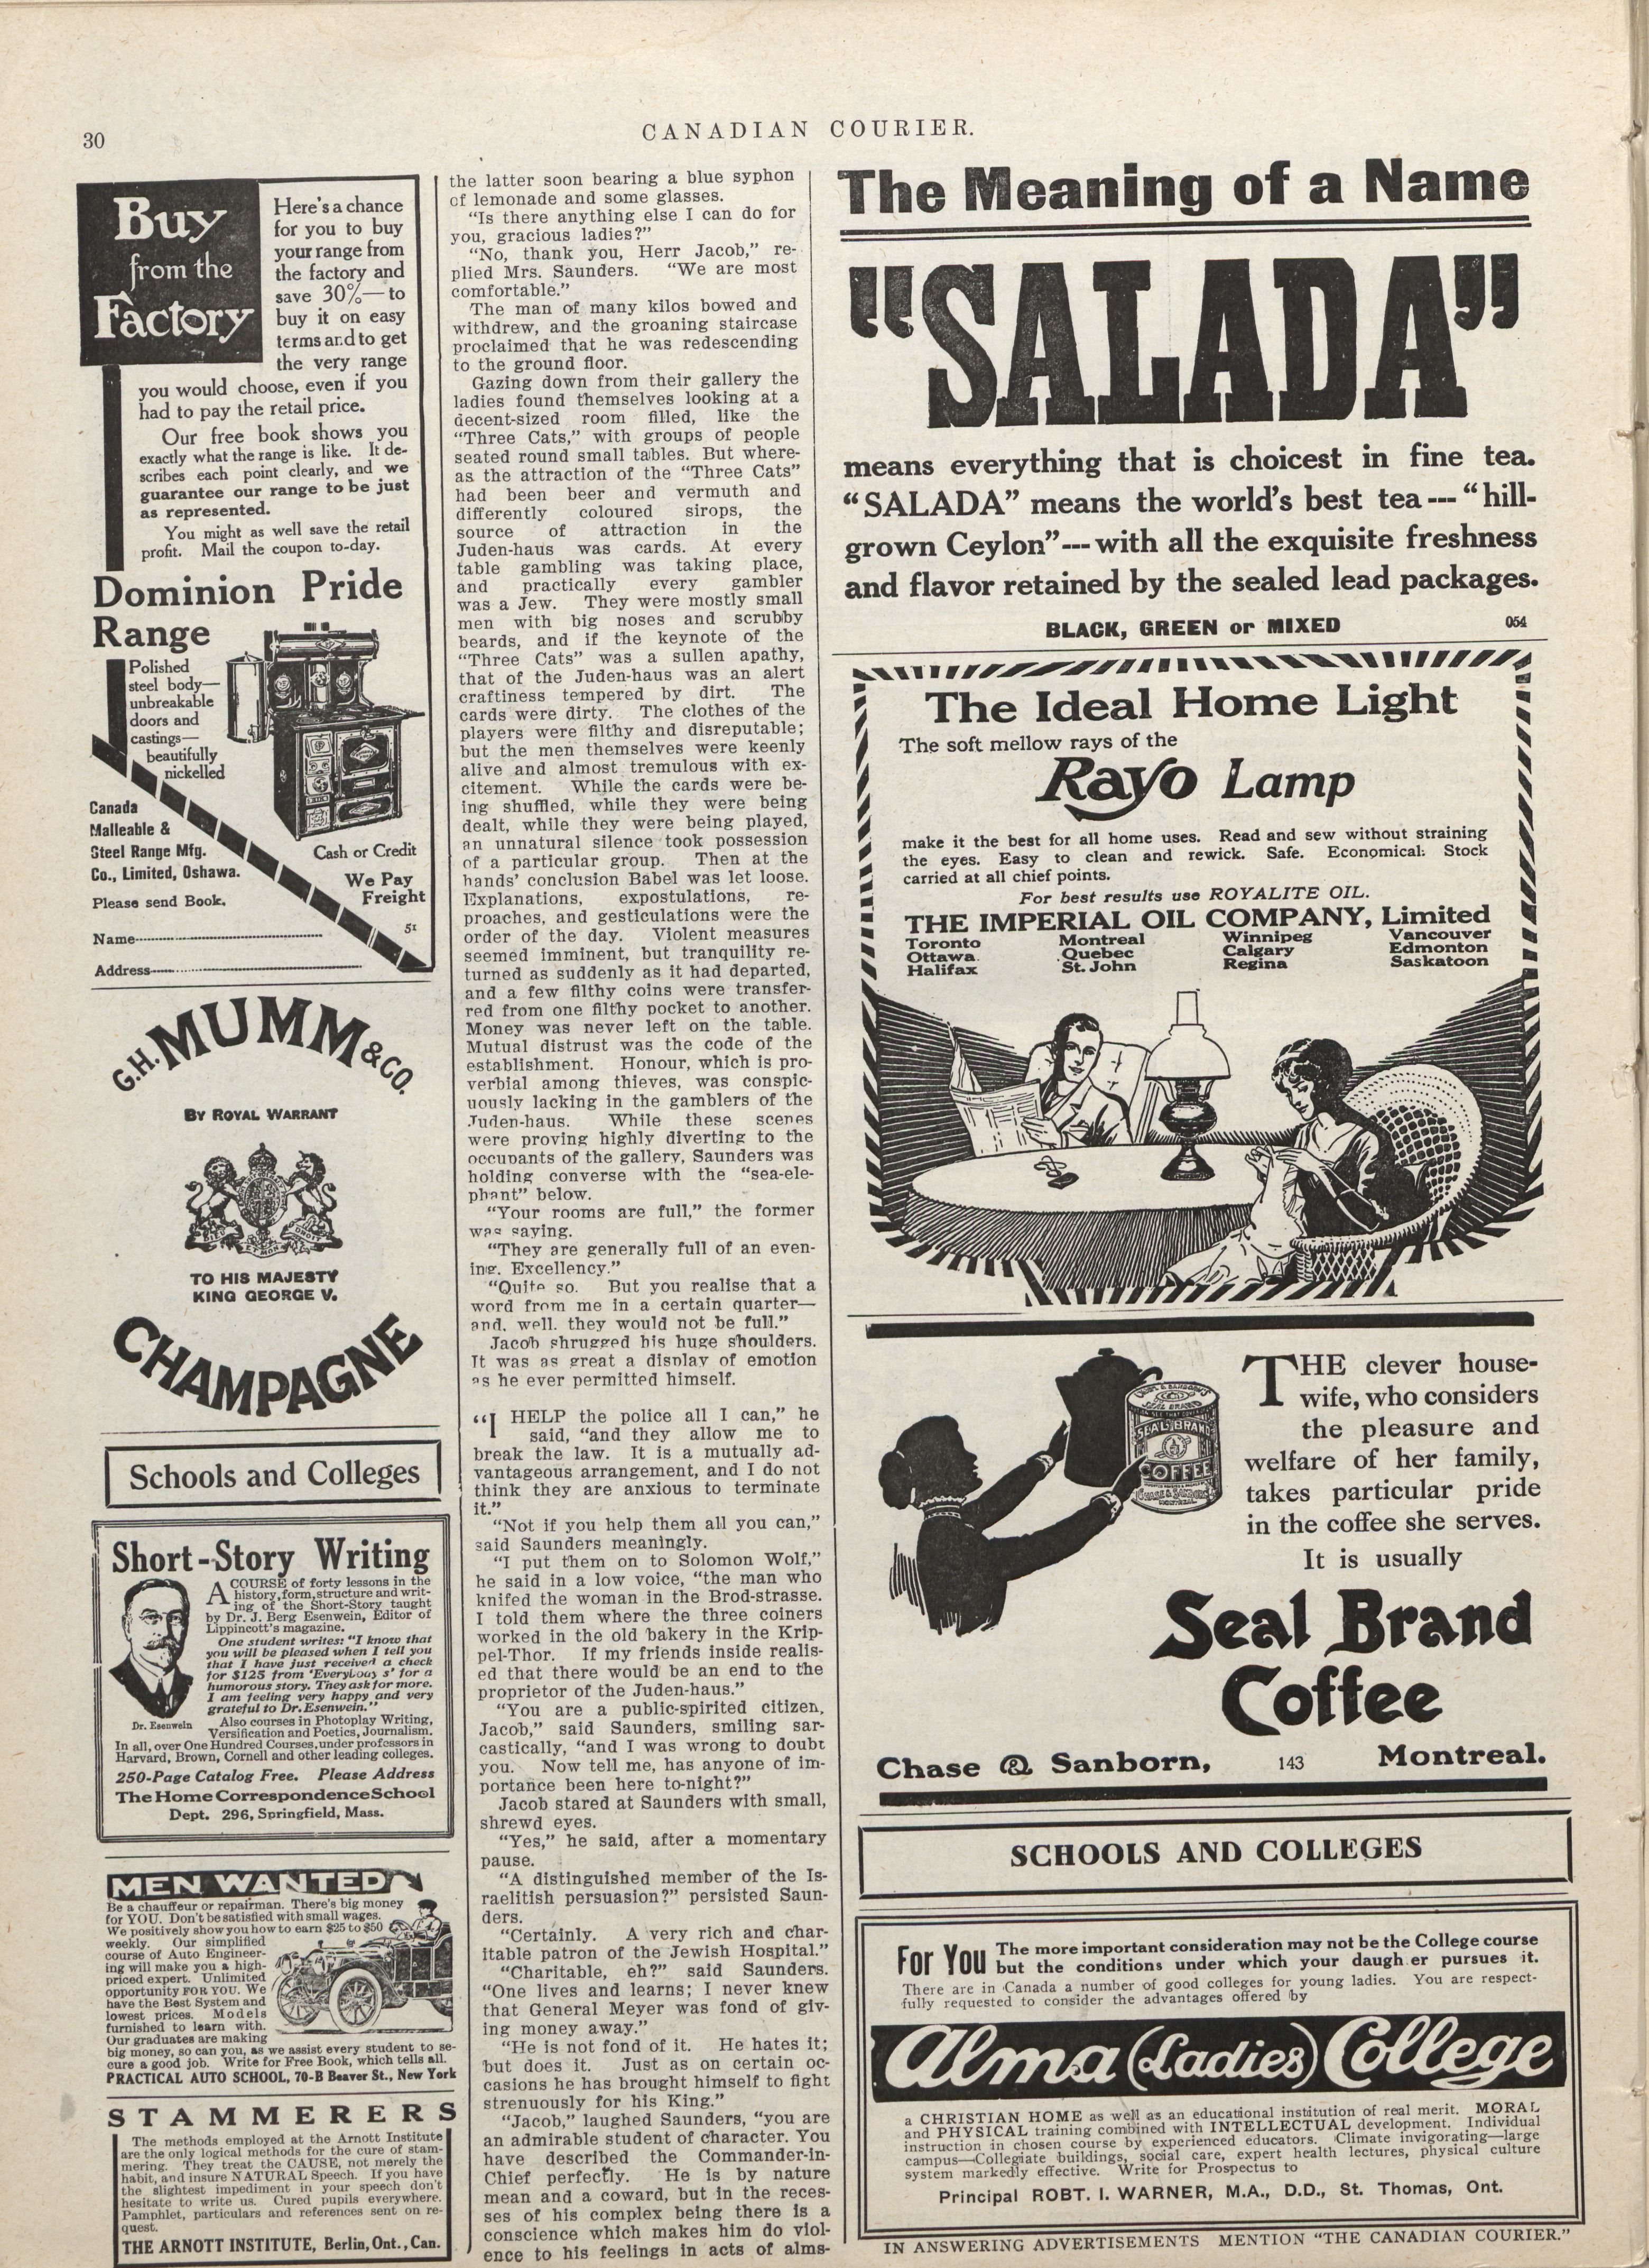 30
CANADIAN COURIER.
Buy
from the
Factory
Here's a chance
for you to buy
your range from
the factory and
save 30%—to
buy it on easy
terms and to get
the very range
you would choose, even if you
had to pay the retail price.
Our free book shows you
exactly what the range is like. It de-
scribes each point clearly, and we
guarantee our range to be just
as represented.
You might as well save the retail
profit. Mail the coupon to-day.
Dominion Pride
Range
Polished
steel body—
unbreakable
doors and
castings—
beautifully
nickelled
Canada
Malleable &
Steel Range Mfg.
Co., Limited, Oshawa.
Please send Book.
Cash or Credit
We Pay
Freight
51
Name
Address
G.H. MUMM & CO.
BY ROYAL WARRANT
TO HIS MAJESTY
KING GEORGE V.
CHAMPAGNE
Schools and Colleges
Short-Story Writing
A COURSE of forty lessons in the
history, form, structure and writ-
ing of the Short-Story taught
by Dr. J. Berg Esenwein, Editor of
Lippincott's magazine.
One student writes: "I know that
you will be pleased when I tell you
that I have just received a check
for $125 from 'Everybody s' for a
humorous story. They ask for more.
I am feeling very happy and very
grateful to Dr. Esenwein."
Dr. Esenwein
Also courses in Photoplay Writing,
Versification and Poetics, Journalism.
In all, over One Hundred Courses, under professors in
Harvard, Brown, Cornell and other leading colleges.
250-Page Catalog Free. Please Address
The Home Correspondence School
Dept. 296, Springfield, Mass.
MEN WANTED
Be a chauffeur or repairman. There's big money
for YOU. Don't be satisfied with small wages.
We positively show you how to earn $25 to $50
weekly. Our simplified
course of Auto Engineer-
ing will make you a high-
priced expert. Unlimited
opportunity FOR YOU. We
have the Best System and
lowest prices. Models
furnished to learn with.
Our graduates are making
big money, so can you, as we assist every student to se-
cure a good job. Write for Free Book, which tells all.
PRACTICAL AUTO SCHOOL, 70-B Beaver St., New York
STAMMERERS
The methods employed at the Arnott Institute
are the only logical methods for the cure of stam-
mering. They treat the CAUSE, not merely the
habit, and insure NATURAL Speech. If you have
the slightest impediment in your speech don't
hesitate to write us. Cured pupils everywhere.
Pamphlet, particulars and references sent on re-
quest.
THE ARNOTT INSTITUTE, Berlin, Ont., Can.
the latter soon bearing a blue syphon
of lemonade and some glasses.
"Is there anything else I can do for
you, gracious ladies?"
"No, thank you, Herr Jacob," re-
plied Mrs. Saunders. "We are most
comfortable."
The man of many kilos bowed and
withdrew, and the groaning staircase
proclaimed that he was redescending
to the ground floor.
Gazing down from their gallery the
ladies found themselves looking at a
decent-sized room filled, like the
"Three Cats," with groups of people
seated round small tables. But where-
as the attraction of the "Three Cats"
had been beer and vermuth and
differently coloured sirops, the
source of attraction in the
Juden-haus was cards. At every
table gambling was taking place,
and practically every gambler
was a Jew. They were mostly small
men with big noses and scrubby
beards, and if the keynote of the
"Three Cats" was a sullen apathy,
that of the Juden-haus was an alert
craftiness tempered by dirt. The
cards were dirty. The clothes of the
players were filthy and disreputable;
but the men themselves were keenly
alive and almost tremulous with ex-
citement. While the cards were be-
ing shuffled, while they were being
dealt, while they were being played,
an unnatural silence took possession
of a particular group. Then at the
hands' conclusion Babel was let loose.
Explanations, expostulations, re-
proaches, and gesticulations were the
order of the day. Violent measures
seemed imminent, but tranquility re-
turned as suddenly as it had departed,
and a few filthy coins were transfer-
red from one filthy pocket to another.
Money was never left on the table.
Mutual distrust was the code of the
establishment. Honour, which is pro-
verbial among thieves, was conspic-
uously lacking in the gamblers of the
Juden-haus. While these scenes
were proving highly diverting to the
occupants of the gallery, Saunders was
holding converse with the "sea-ele-
phant" below.
"Your rooms are full," the former
was saying.
"They are generally full of an even-
ing. Excellency."
"Quite so. But you realise that a
word from me in a certain quarter—
and. well. they would not be full."
Jacob shrugged his huge shoulders.
It was as great a display of emotion
as he ever permitted himself.
"I HELP the police all I can," he
said, "and they allow me to
break the law. It is a mutually ad-
vantageous arrangement, and I do not
think they are anxious to terminate
it."
"Not if you help them all you can,"
said Saunders meaningly.
"I put them on to Solomon Wolf,"
he said in a low voice, "the man who
knifed the woman in the Brod-strasse.
I told them where the three coiners
worked in the old bakery in the Krip-
pel-Thor. If my friends inside realis-
ed that there would be an end to the
proprietor of the Juden-haus."
"You are a public-spirited citizen,
Jacob," said Saunders, smiling sar-
castically, "and I was wrong to doubt
you. Now tell me, has anyone of im-
portance been here to-night?"
Jacob stared at Saunders with small,
shrewd eyes.
"Yes," he said, after a momentary
pause.
"A distinguished member of the Is-
raelitish persuasion?" persisted Saun-
ders.
"Certainly. A very rich and char-
itable patron of the Jewish Hospital."
"Charitable, eh?" said Saunders.
"One lives and learns; I never knew
that General Meyer was fond of giv-
ing money away."
"He is not fond of it. He hates it;
but does it. Just as on certain oc-
casions he has brought himself to fight
strenuously for his King."
"Jacob," laughed Saunders, "you are
an admirable student of character. You
have described the Commander-in-
Chief perfectly. He is by nature
mean and a coward, but in the reces-
ses of his complex being there is a
conscience which makes him do viol-
ence to his feelings in acts of alms-
The Meaning of a Name
"SALADA"
means everything that is choicest in fine tea.
"SALADA" means the world's best tea---"hill-
grown Ceylon"---with all the exquisite freshness
and flavor retained by the sealed lead packages.
BLACK, GREEN or MIXED
054
The Ideal Home Light
The soft mellow rays of the
Rayo Lamp
make it the best for all home uses. Read and sew without straining
the eyes. Easy to clean and rewick. Safe. Economical. Stock
carried at all chief points.
For best results use ROYALITE OIL.
THE IMPERIAL OIL COMPANY, Limited
Toronto Montreal Winnipeg Vancouver
Ottawa Quebec Calgary Edmonton
Halifax St. John Regina Saskatoon
SEAL BRAND
COFFEE
THE clever house-
wife, who considers
the pleasure and
welfare of her family,
takes particular pride
in the coffee she serves.
It is usually
Seal Brand
Coffee
Chase & Sanborn, 143 Montreal.
SCHOOLS AND COLLEGES
For You The more important consideration may not be the College course
but the conditions under which your daugh er pursues it.
There are in Canada a number of good colleges for young ladies. You are respect-
fully requested to consider the advantages offered by
Alma (Ladies) College
a CHRISTIAN HOME as well as an educational institution of real merit. MORAL
and PHYSICAL training combined with INTELLECTUAL development. Individual
instruction in chosen course by experienced educators. Climate invigorating—large
campus—Collegiate buildings, social care, expert health lectures, physical culture
system markedly effective. Write for Prospectus to
Principal ROBT. I. WARNER, M.A., D.D., St. Thomas, Ont.
IN ANSWERING ADVERTISEMENTS MENTION "THE CANADIAN COURIER."